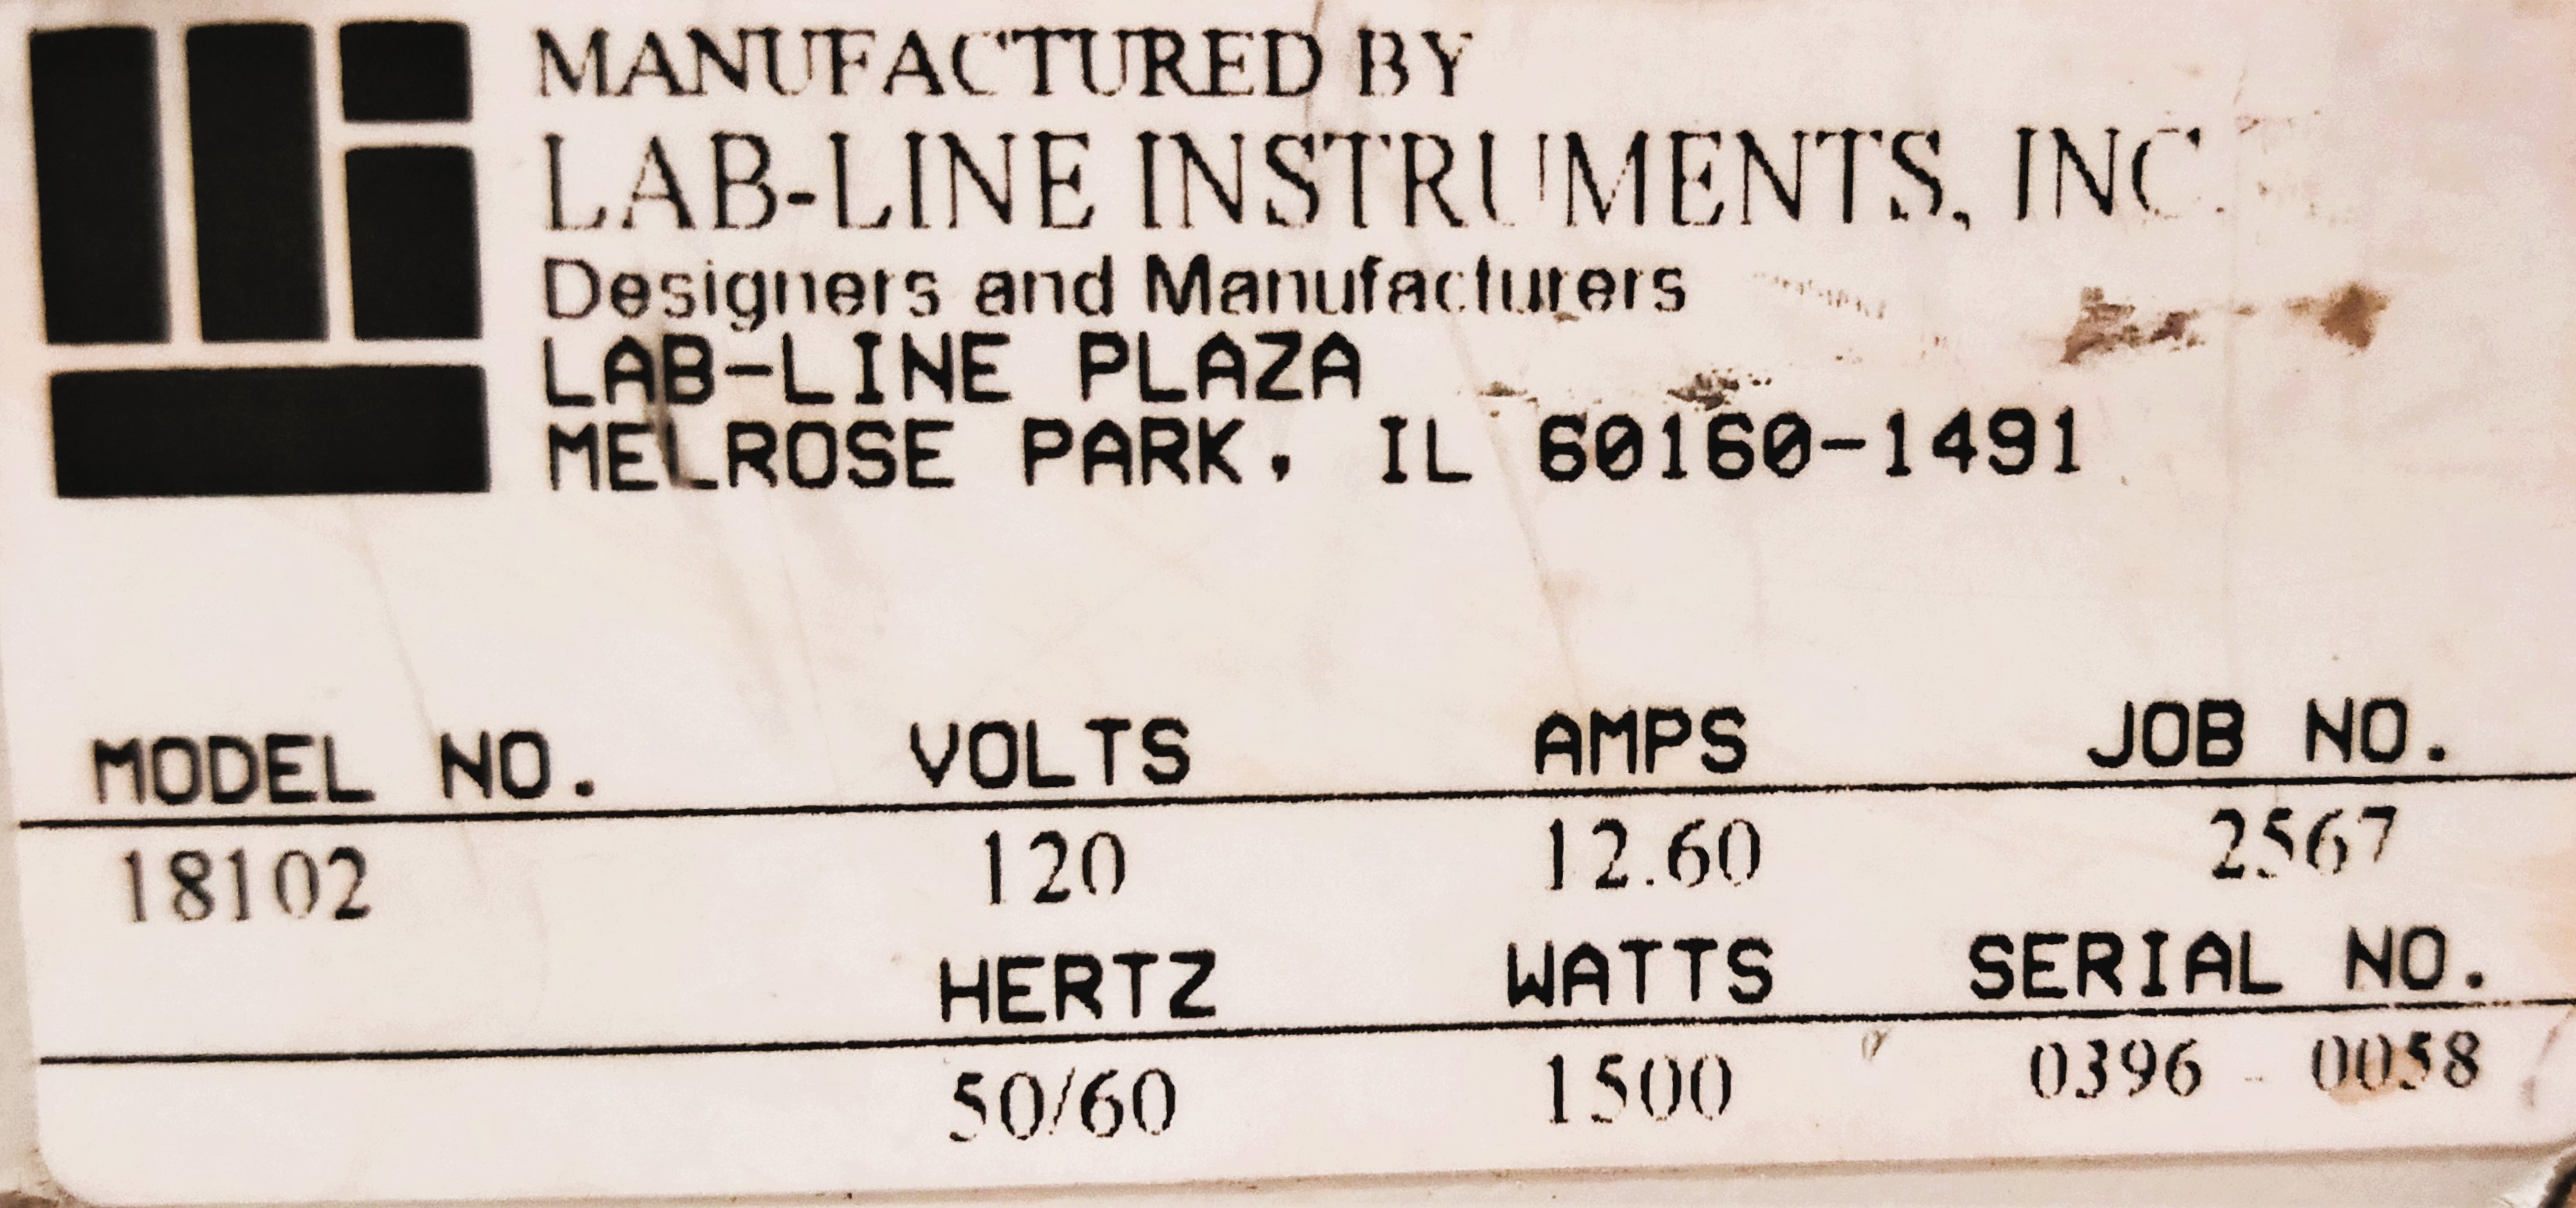 MANUFACTURED BY
LAB-LINE INSTRUMENTS, INC.
Designers and Manufacturers
LAB-LINE PLAZA
MELROSE PARK, IL 60160-1491
MODEL NO. VOLTS AMPS JOB NO.
18102 120 12.60 2567
HERTZ WATTS SERIAL NO.
50/60 1500 0396 - 0058